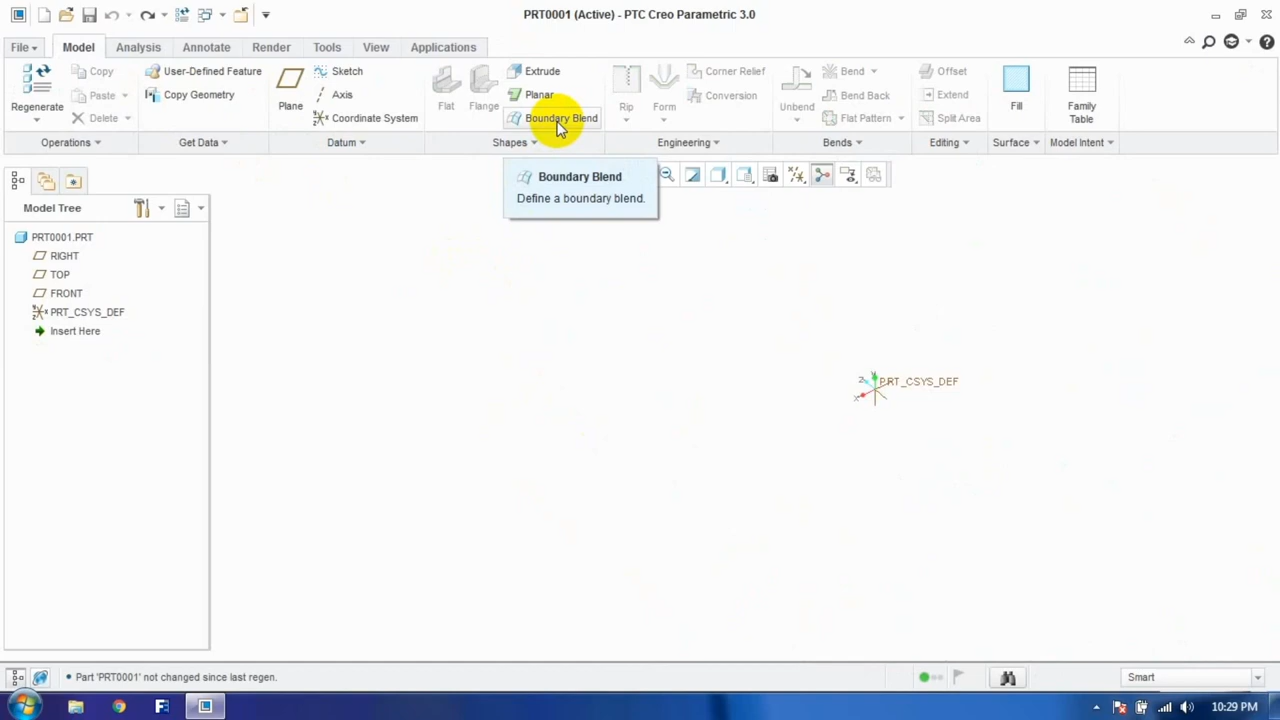 PRT0001 (Active) - PTC Creo Parametric 3.0
File Model Analysis Annotate Render Tools View Applications
Regenerate
Copy
Paste
Delete
Operations
User-Defined Feature
Copy Geometry
Get Data
Plane
Sketch
Axis
Coordinate System
Datum
Flat
Flange
Extrude
Planar
Boundary Blend
Shapes
Rip
Form
Corner Relief
Conversion
Engineering
Unbend
Bend
Bend Back
Flat Pattern
Bends
Offset
Extend
Split Area
Editing
Fill
Surface
Family
Table
Model Intent
Boundary Blend
Define a boundary blend.
Model Tree
PRT0001.PRT
RIGHT
TOP
FRONT
PRT_CSYS_DEF
Insert Here
Z
Y
X
PRT_CSYS_DEF
• Part 'PRT0001' not changed since last regen.
Smart
10:29 PM